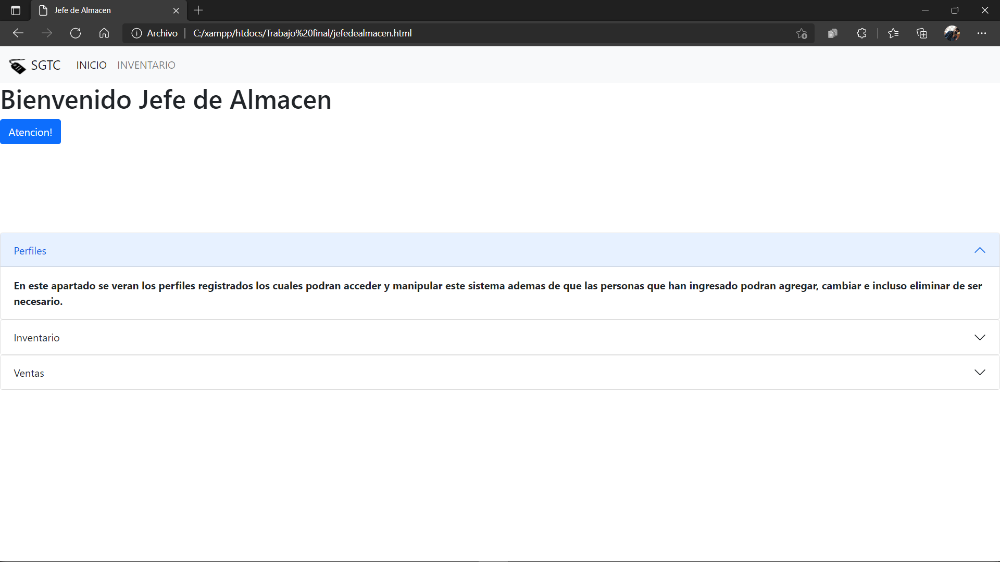 Jefe de Almacen
Archivo
C:/xampp/htdocs/Trabajo%20final/jefedealmacen.html
SGTC INICIO INVENTARIO
Bienvenido Jefe de Almacen
Atencion!
Perfiles
En este apartado se veran los perfiles registrados los cuales podran acceder y manipular este sistema ademas de que las personas que han ingresado podran agregar, cambiar e incluso eliminar de ser
necesario.
Inventario
Ventas